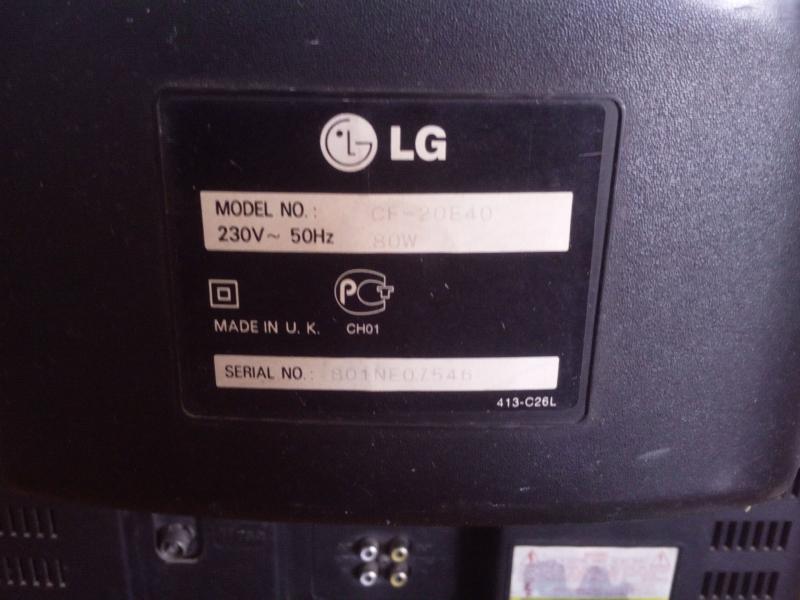 LG
MODEL NO. : CF-20E40
230V~ 50Hz 80W
MADE IN U. K. CH01
SERIAL NO. : 801NE07546
413-C26L